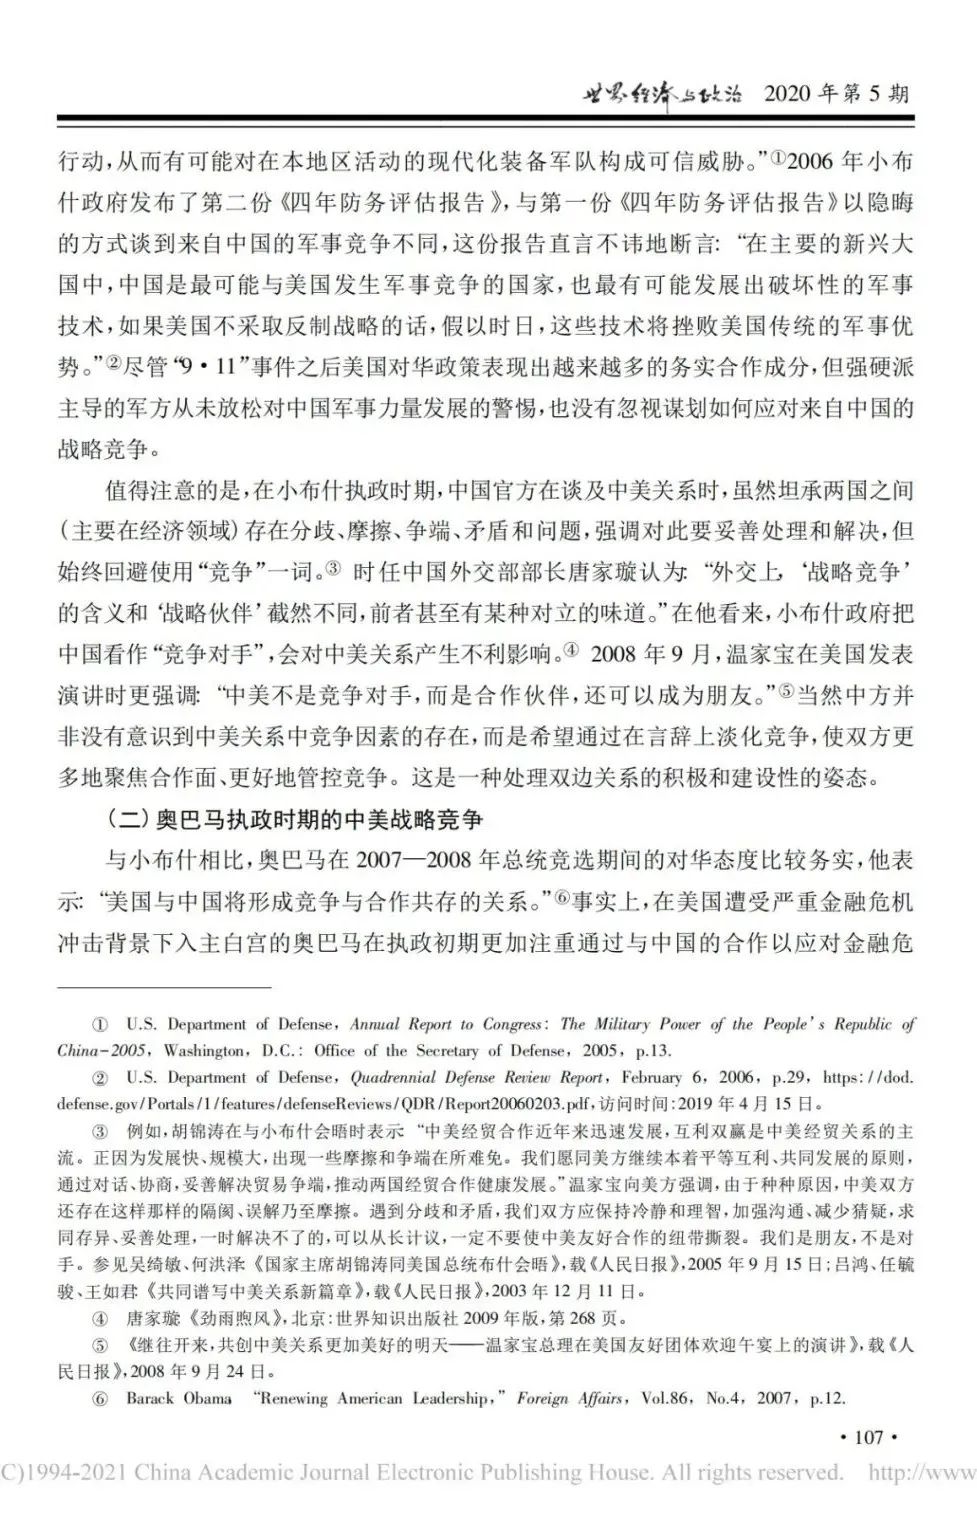 世界经济与政治 2020 年第 5 期
行动,从而有可能对在本地区活动的现代化装备军队构成可信威胁。”①2006 年小布
什政府发布了第二份《四年防务评估报告》,与第一份《四年防务评估报告》以隐晦
的方式谈到来自中国的军事竞争不同,这份报告直言不讳地断言:“在主要的新兴大
国中,中国是最可能与美国发生军事竞争的国家,也最有可能发展出破坏性的军事
技术,如果美国不采取反制战略的话,假以时日,这些技术将挫败美国传统的军事优
势。”②尽管“9·11”事件之后美国对华政策表现出越来越多的务实合作成分,但强硬派
主导的军方从未放松对中国军事力量发展的警惕,也没有忽视谋划如何应对来自中国的
战略竞争。
值得注意的是,在小布什执政时期,中国官方在谈及中美关系时,虽然坦承两国之间
(主要在经济领域)存在分歧、摩擦、争端、矛盾和问题,强调对此要妥善处理和解决,但
始终回避使用“竞争”一词。③ 时任中国外交部部长唐家璇认为:“外交上,‘战略竞争’
的含义和‘战略伙伴’截然不同,前者甚至有某种对立的味道。”在他看来,小布什政府把
中国看作“竞争对手”,会对中美关系产生不利影响。④ 2008 年 9 月,温家宝在美国发表
演讲时更强调:“中美不是竞争对手,而是合作伙伴,还可以成为朋友。”⑤当然中方并
非没有意识到中美关系中竞争因素的存在,而是希望通过在言辞上淡化竞争,使双方更
多地聚焦合作面、更好地管控竞争。这是一种处理双边关系的积极和建设性的姿态。
(二)奥巴马执政时期的中美战略竞争
与小布什相比,奥巴马在 2007—2008 年总统竞选期间的对华态度比较务实,他表
示:“美国与中国将形成竞争与合作共存的关系。”⑥事实上,在美国遭受严重金融危机
冲击背景下入主白宫的奥巴马在执政初期更加注重通过与中国的合作以应对金融危
① U.S. Department of Defense, Annual Report to Congress: The Military Power of the People's Republic of
China-2005, Washington, D.C.: Office of the Secretary of Defense, 2005, p.13.
② U.S. Department of Defense, Quadrennial Defense Review Report, February 6, 2006, p.29, https://dod.
defense.gov/Portals/1/features/defenseReviews/QDR/Report20060203.pdf,访问时间:2019 年 4 月 15 日。
③ 例如,胡锦涛在与小布什会晤时表示:“中美经贸合作近年来迅速发展,互利双赢是中美经贸关系的主
流。正因为发展快、规模大,出现一些摩擦和争端在所难免。我们愿同美方继续本着平等互利、共同发展的原则,
通过对话、协商,妥善解决贸易争端,推动两国经贸合作健康发展。”温家宝向美方强调,由于种种原因,中美双方
还存在这样那样的隔阂、误解乃至摩擦。遇到分歧和矛盾,我们双方应保持冷静和理智,加强沟通、减少猜疑,求
同存异、妥善处理,一时解决不了的,可以从长计议,一定不要使中美友好合作的纽带撕裂。我们是朋友,不是对
手。参见吴绮敏、何洪泽:《国家主席胡锦涛同美国总统布什会晤》,载《人民日报》,2005 年 9 月 15 日;吕鸿、任毓
骏、王如君:《共同谱写中美关系新篇章》,载《人民日报》,2003 年 12 月 11 日。
④ 唐家璇:《劲雨煦风》,北京:世界知识出版社 2009 年版,第 268 页。
⑤ 《继往开来,共创中美关系更加美好的明天——温家宝总理在美国友好团体欢迎午宴上的演讲》,载《人
民日报》,2008 年 9 月 24 日。
⑥ Barack Obama, “Renewing American Leadership,” Foreign Affairs, Vol.86, No.4, 2007, p.12.
·107·
C)1994-2021 China Academic Journal Electronic Publishing House. All rights reserved. http://www